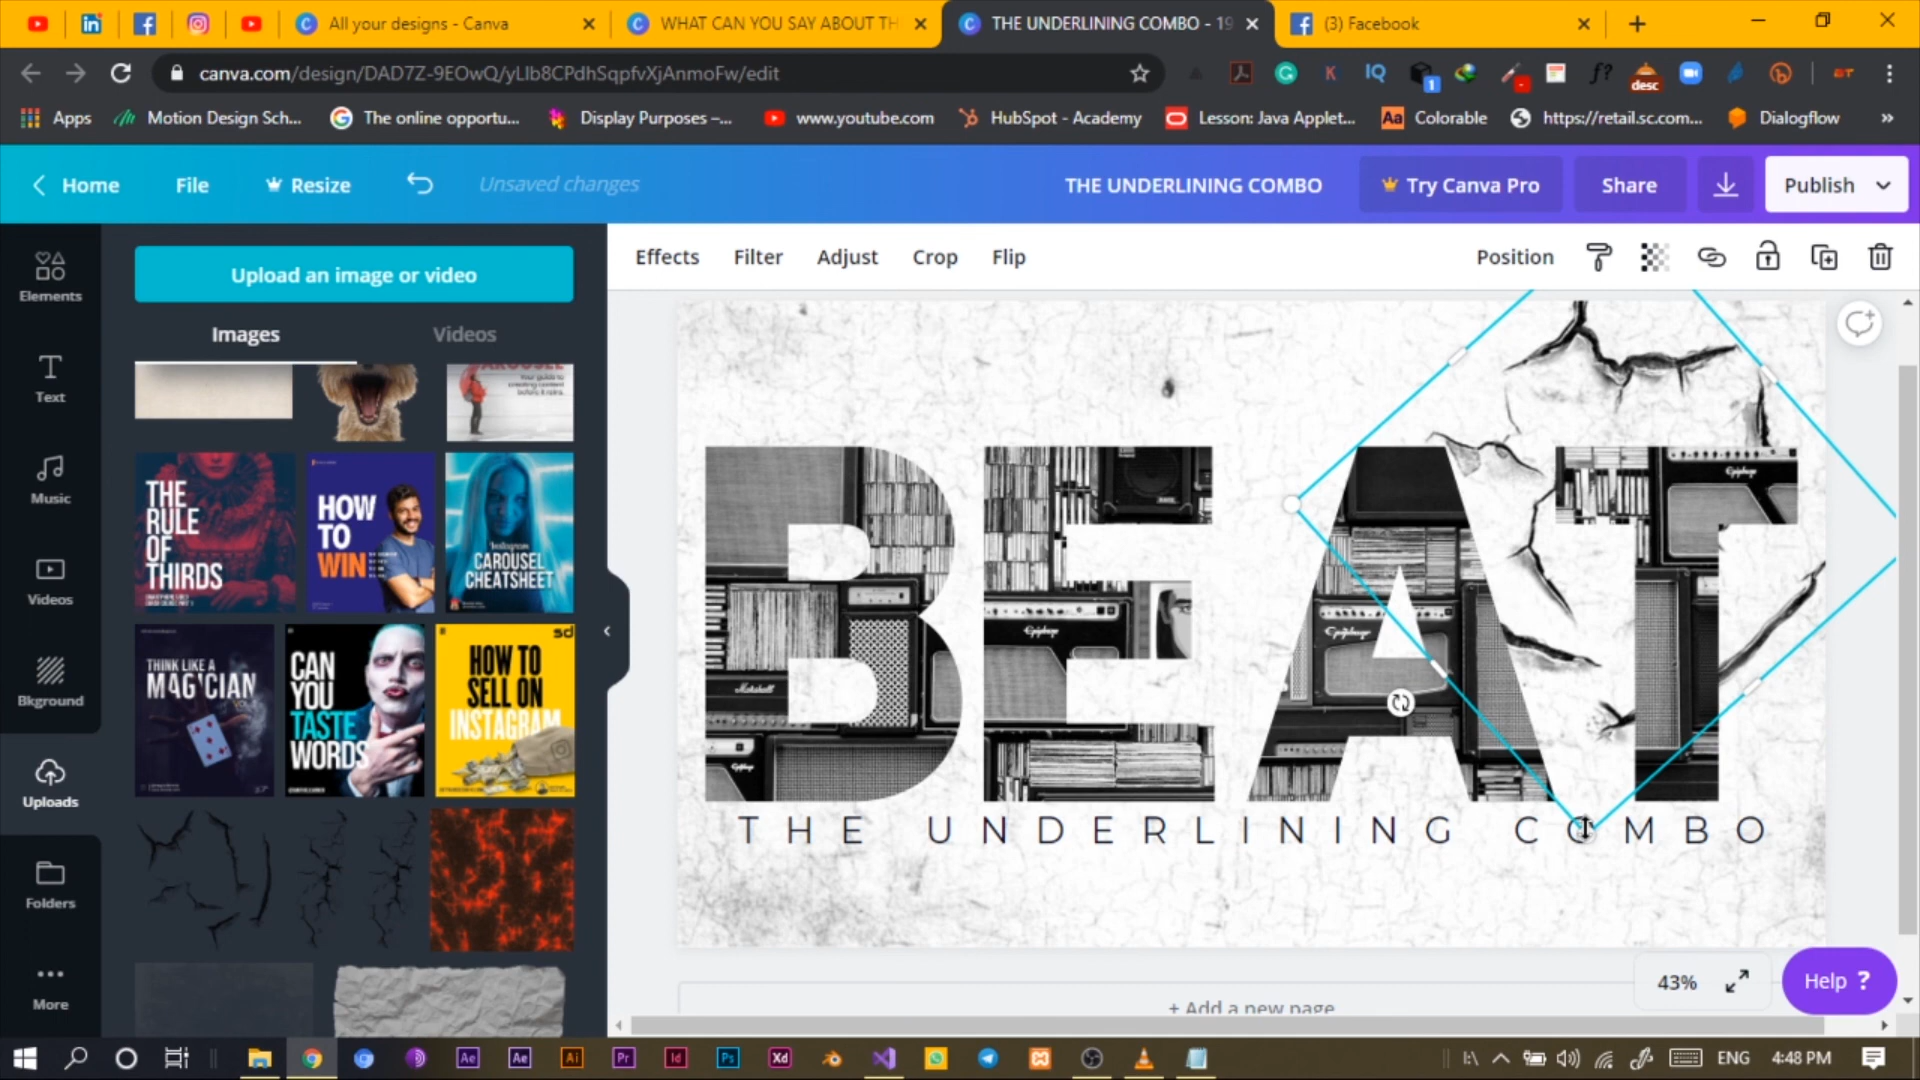 All your designs - Canva
WHAT CAN YOU SAY ABOUT TH
THE UNDERLINING COMBO - 19
(3) Facebook
canva.com/design/DAD7Z-9EOwQ/yLIb8CPdhSqpfvXjAnmoFw/edit
Apps
Motion Design Sch...
The online opportu...
Display Purposes –...
www.youtube.com
HubSpot - Academy
Lesson: Java Applet...
Colorable
https://retail.sc.com...
Dialogflow
»
Home
File
Resize
Unsaved changes
THE UNDERLINING COMBO
Try Canva Pro
Share
Publish
Elements
Text
Music
Videos
Bkground
Uploads
Folders
More
Upload an image or video
Images
Videos
Effects
Filter
Adjust
Crop
Flip
Position
THE
RULE
OF
THIRDS
HOW
TO
WIN
Instagram
CAROUSEL
CHEATSHEET
THINK LIKE A
MAGICIAN
CAN
YOU
TASTE
WORDS
sd
HOW TO
SELL ON
INSTAGRAM
BEAT
Epiphone
Marshall
THE UNDERLINING COMBO
+ Add a new page
43%
Help ?
ENG
4:48 PM